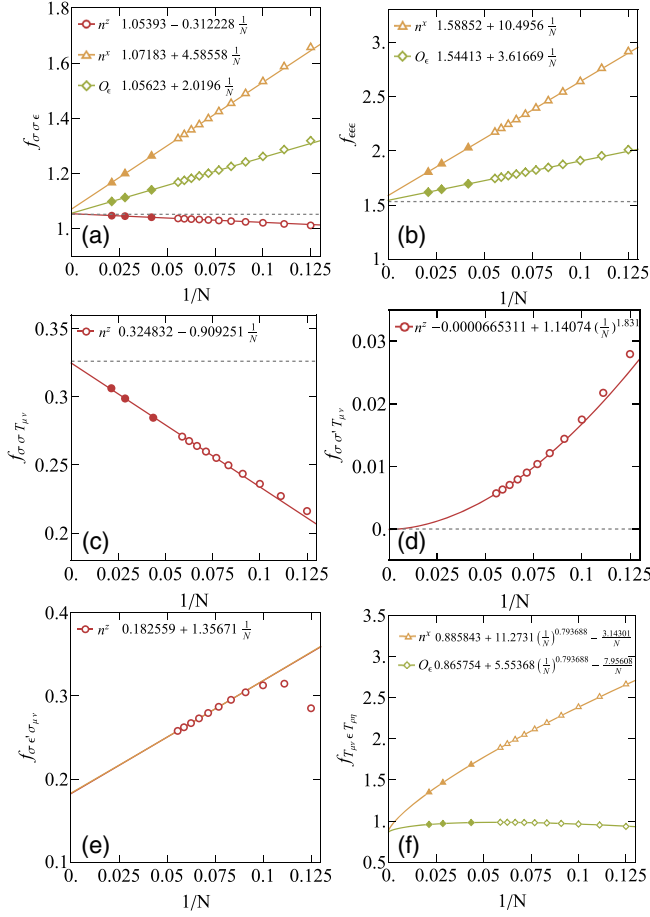 1.8
1.6
1.4
1.2
1.
f σ σ ϵ
n^z 1.05393 − 0.312228 1/N
n^x 1.07183 + 4.58558 1/N
O_ϵ 1.05623 + 2.0196 1/N
(a)
0. 0.025 0.05 0.075 0.1 0.125
1/N
3.
2.5
2.
1.5
1.
f ϵϵϵ
n^x 1.58852 + 10.4956 1/N
O_ϵ 1.54413 + 3.61669 1/N
(b)
0. 0.025 0.05 0.075 0.1 0.125
1/N
0.35
0.3
0.25
0.2
f σ σ T_μν
n^z 0.324832 − 0.909251 1/N
(c)
0. 0.025 0.05 0.075 0.1 0.125
1/N
0.03
0.02
0.01
0.
f σ σ' T_μν
n^z −0.0000665311 + 1.14074 (1/N)^1.831
(d)
0. 0.025 0.05 0.075 0.1 0.125
1/N
0.4
0.3
0.2
0.1
f σ ϵ' σ_μν
n^z 0.182559 + 1.35671 1/N
(e)
0. 0.025 0.05 0.075 0.1 0.125
1/N
3.5
3.
2.5
2.
1.5
1
0.5
f T_μν ϵ T_ρη
n^x 0.885843 + 11.2731 (1/N)^0.793688 − 3.14301/N
O_ϵ 0.865754 + 5.55368 (1/N)^0.793688 − 7.95608/N
(f)
0. 0.025 0.05 0.075 0.1 0.125
1/N